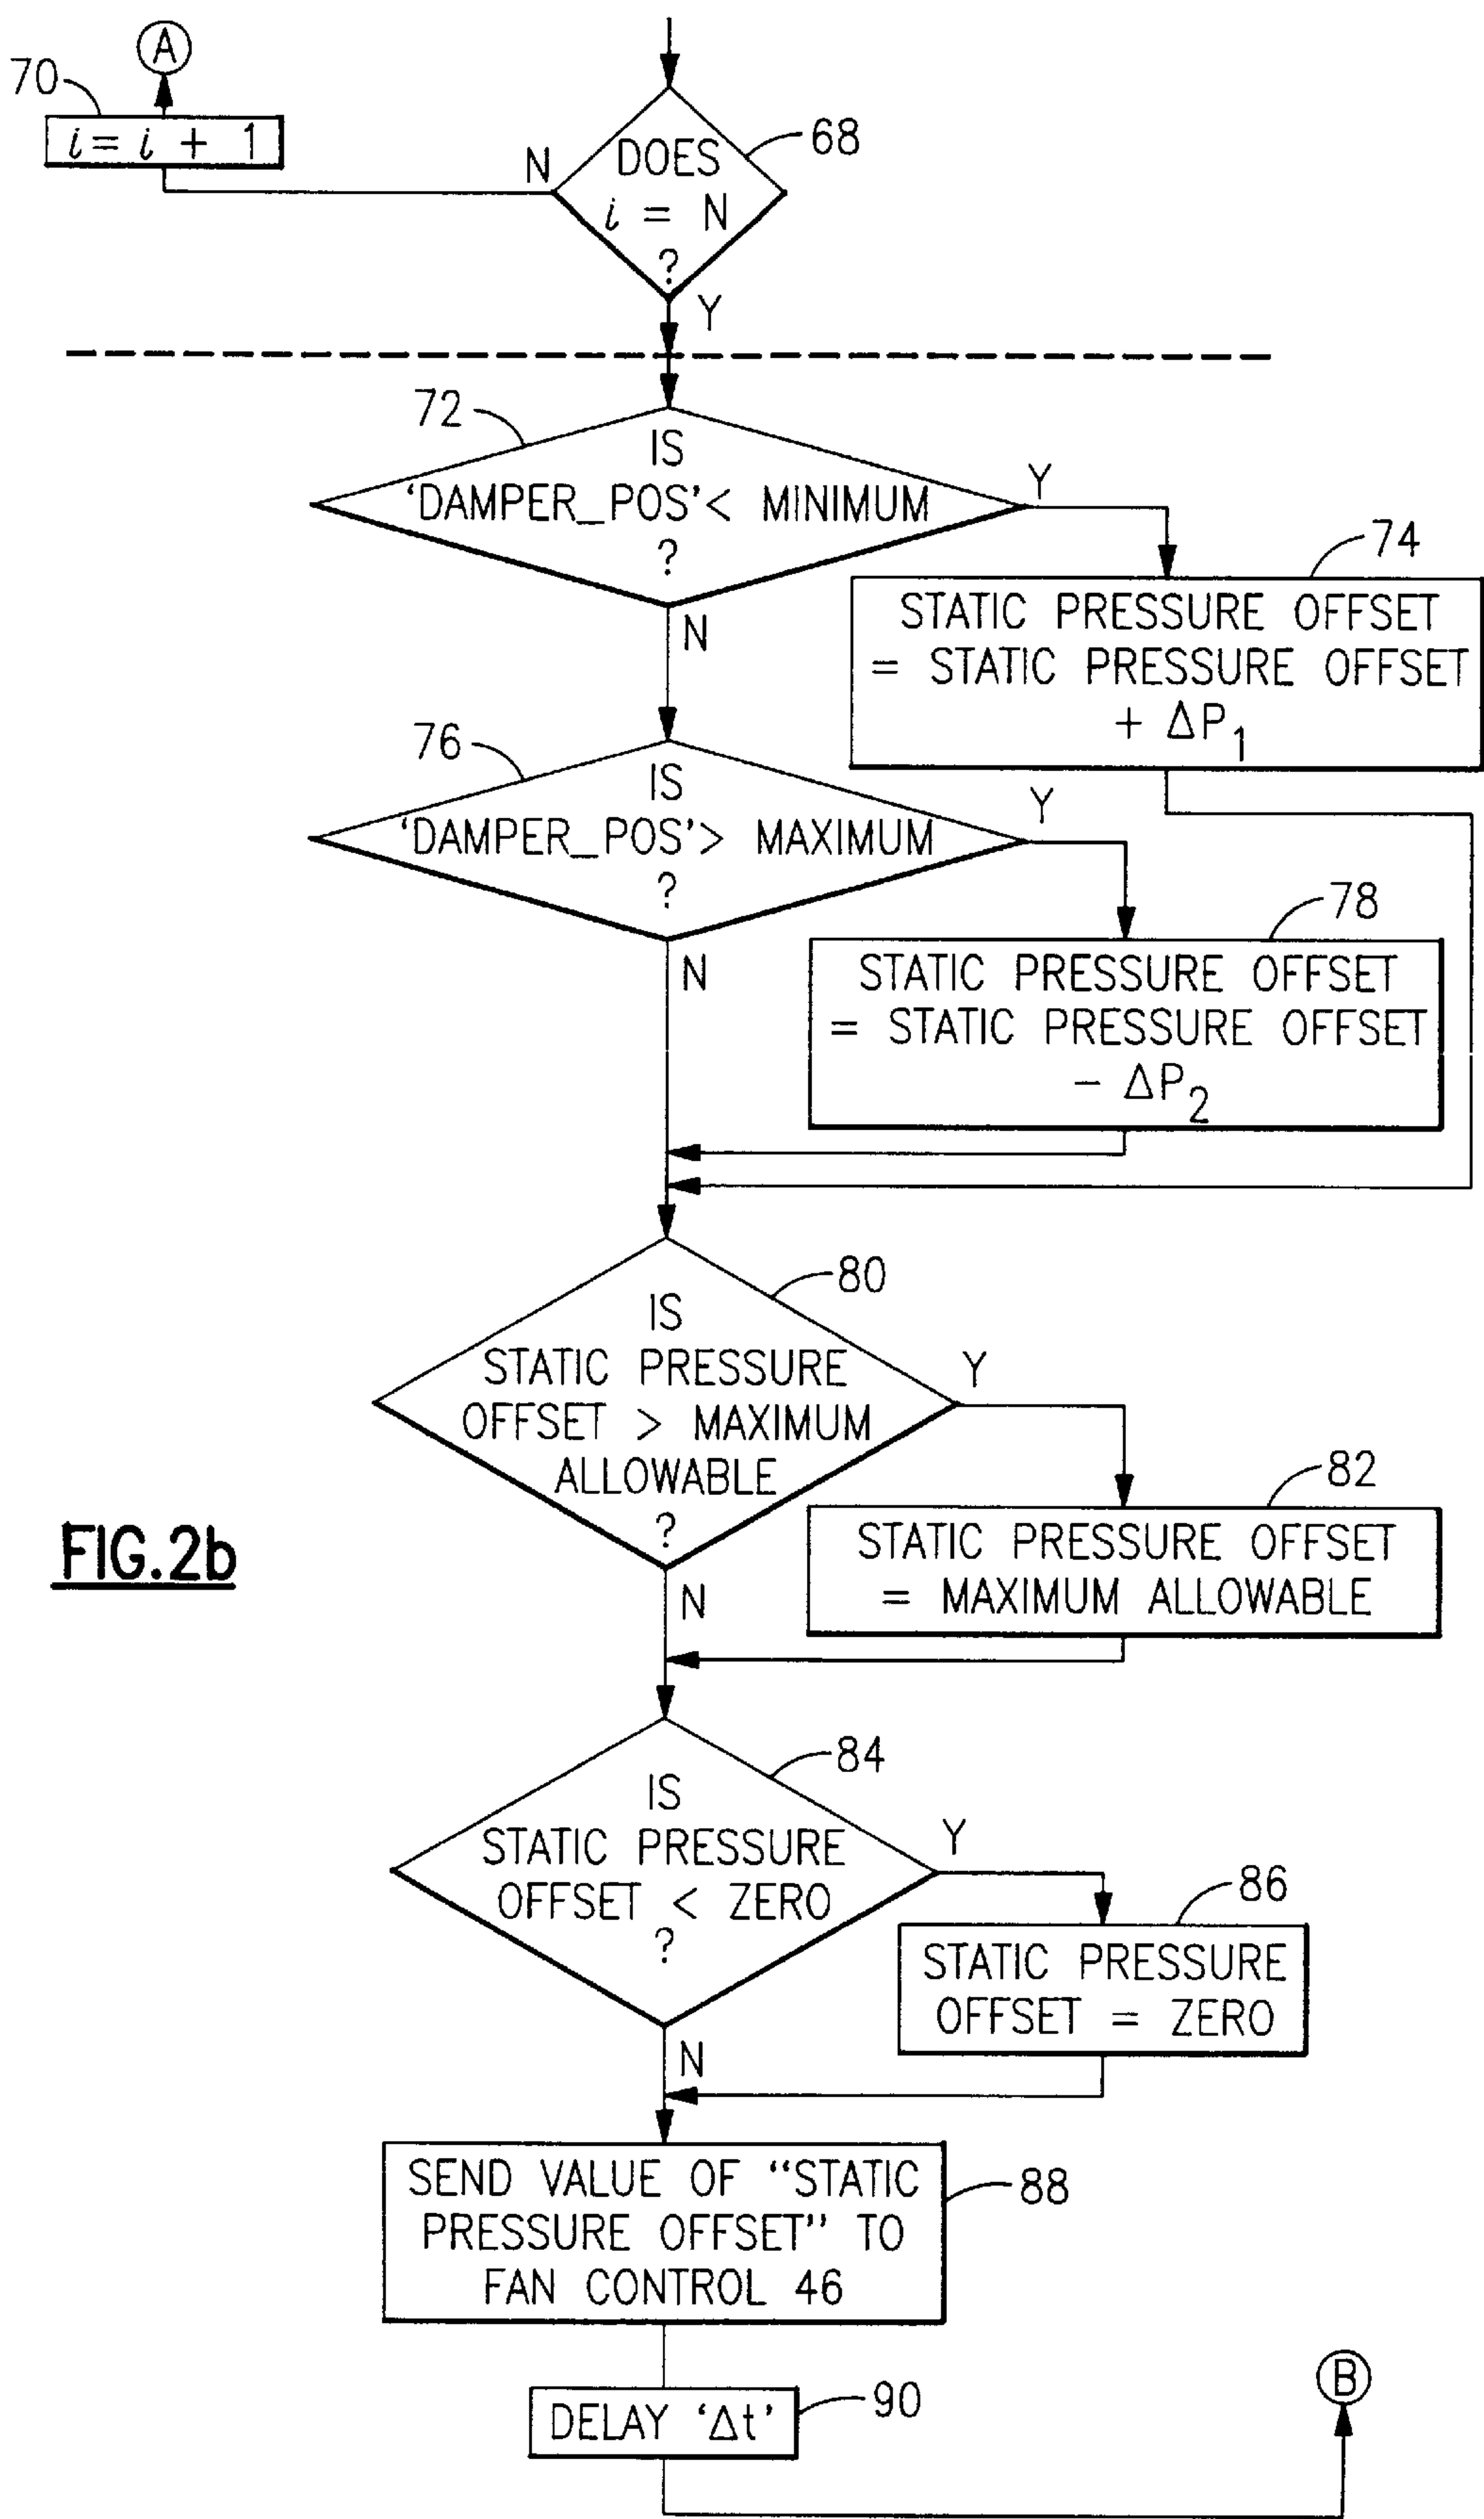 A
70
i = i + 1
68
N
DOES
i = N
?
Y
72
IS
'DAMPER_POS'< MINIMUM
?
Y
N
74
STATIC PRESSURE OFFSET
= STATIC PRESSURE OFFSET
+ ΔP1
76
IS
'DAMPER_POS'> MAXIMUM
?
Y
N
78
STATIC PRESSURE OFFSET
= STATIC PRESSURE OFFSET
− ΔP2
80
IS
STATIC PRESSURE
OFFSET > MAXIMUM
ALLOWABLE
?
Y
N
82
STATIC PRESSURE OFFSET
= MAXIMUM ALLOWABLE
FIG.2b
84
IS
STATIC PRESSURE
OFFSET < ZERO
?
Y
N
86
STATIC PRESSURE
OFFSET = ZERO
88
SEND VALUE OF “STATIC
PRESSURE OFFSET” TO
FAN CONTROL 46
90
DELAY ‘Δt’
B